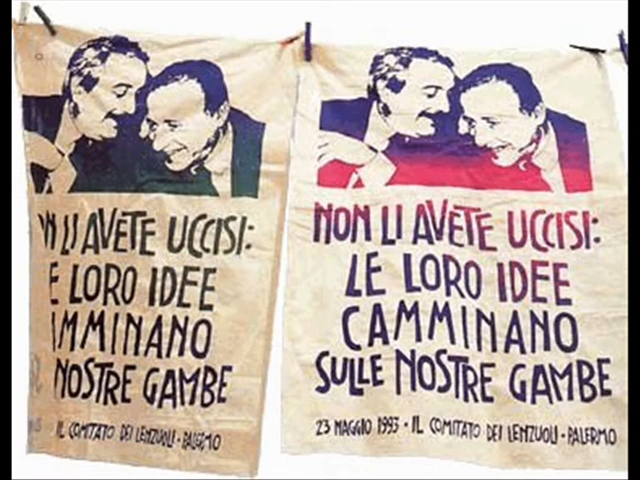 N LI AVETE UCCISI:
E LORO IDEE
MMINANO
NOSTRE GAMBE
IL COMITATO DEI LENZUOLI · PALERMO
NON LI AVETE UCCISI:
LE LORO IDEE
CAMMINANO
SULLE NOSTRE GAMBE
23 MAGGIO 1993 · IL COMITATO DEI LENZUOLI · PALERMO